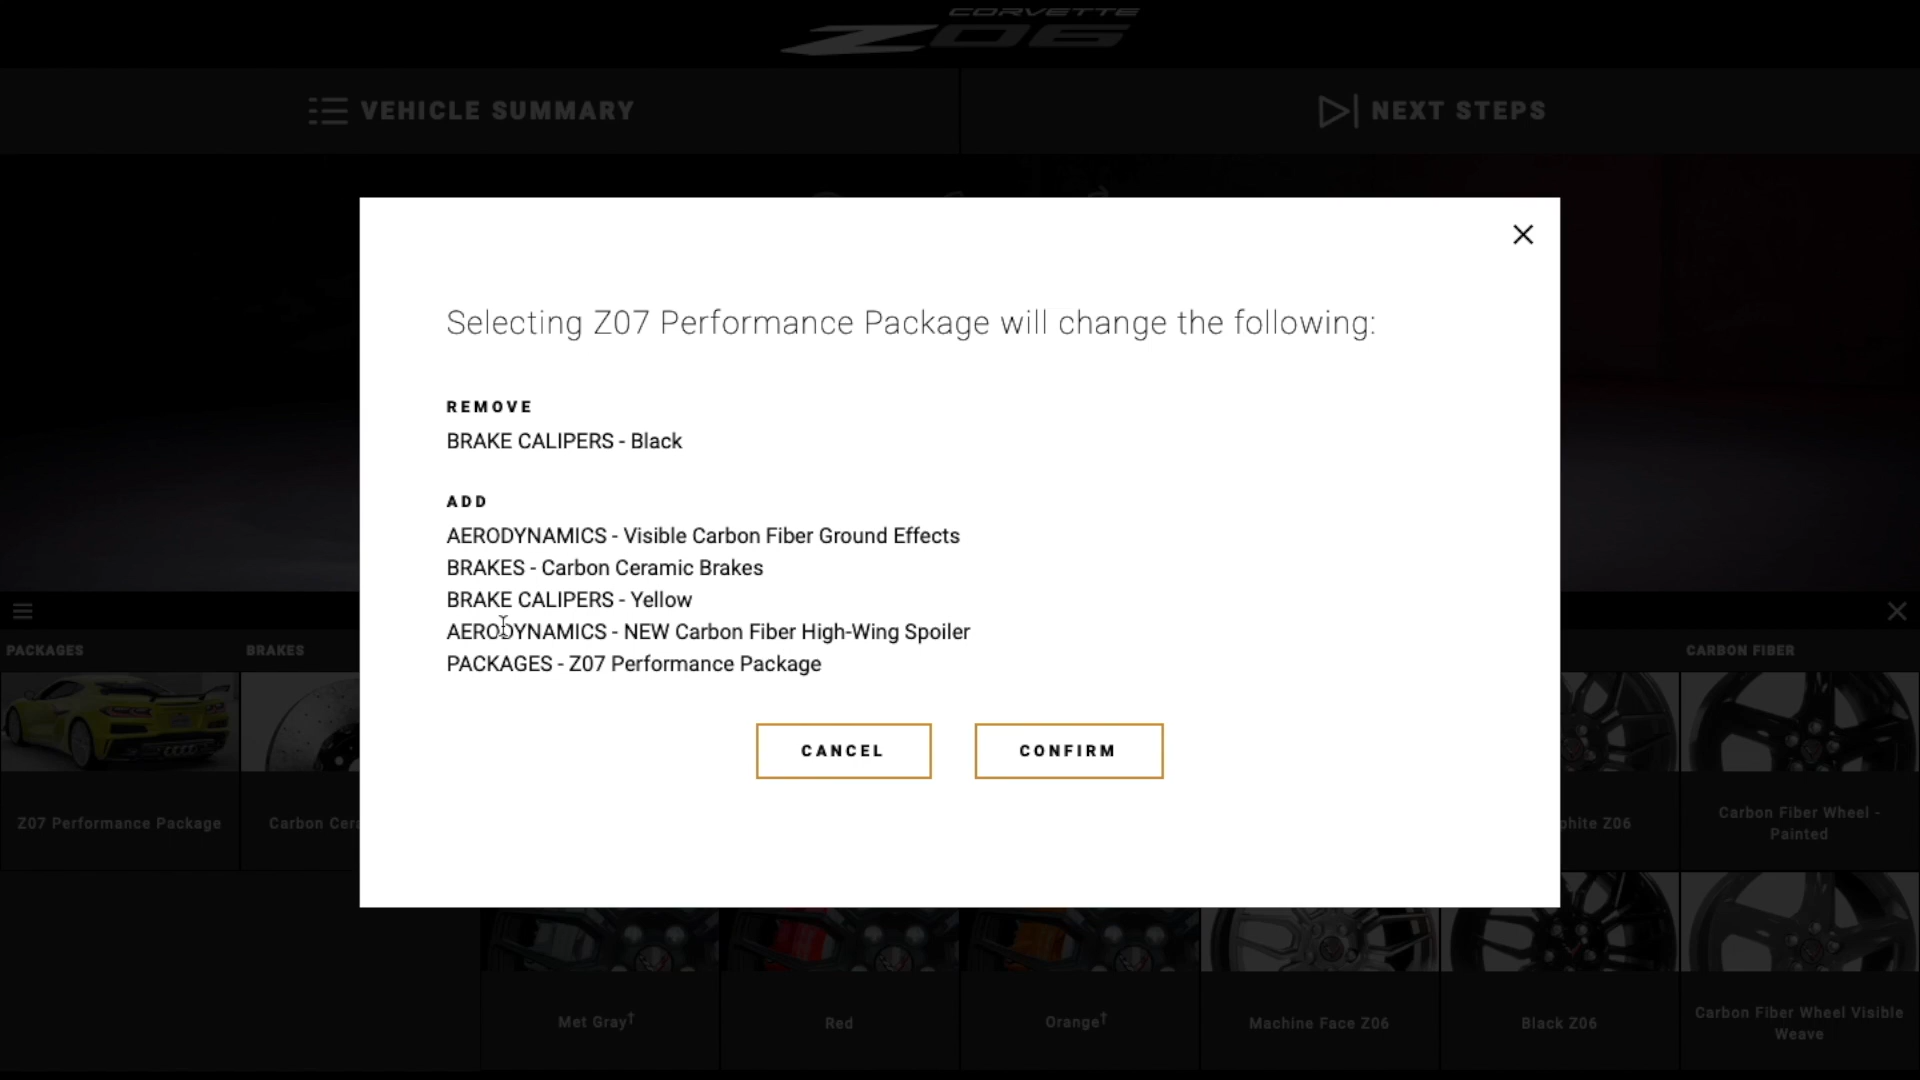 CORVETTE
Z06
VEHICLE SUMMARY
NEXT STEPS
Selecting Z07 Performance Package will change the following:
REMOVE
BRAKE CALIPERS - Black
ADD
AERODYNAMICS - Visible Carbon Fiber Ground Effects
BRAKES - Carbon Ceramic Brakes
BRAKE CALIPERS - Yellow
AERODYNAMICS - NEW Carbon Fiber High-Wing Spoiler
PACKAGES - Z07 Performance Package
CANCEL
CONFIRM
PACKAGES
BRAKES
CARBON FIBER
Z07 Performance Package
Carbon
Z06
Carbon Fiber Wheel -
Painted
Met Gray†
Red
Orange†
Machine Face Z06
Black Z06
Carbon Fiber Wheel Visible
Weave